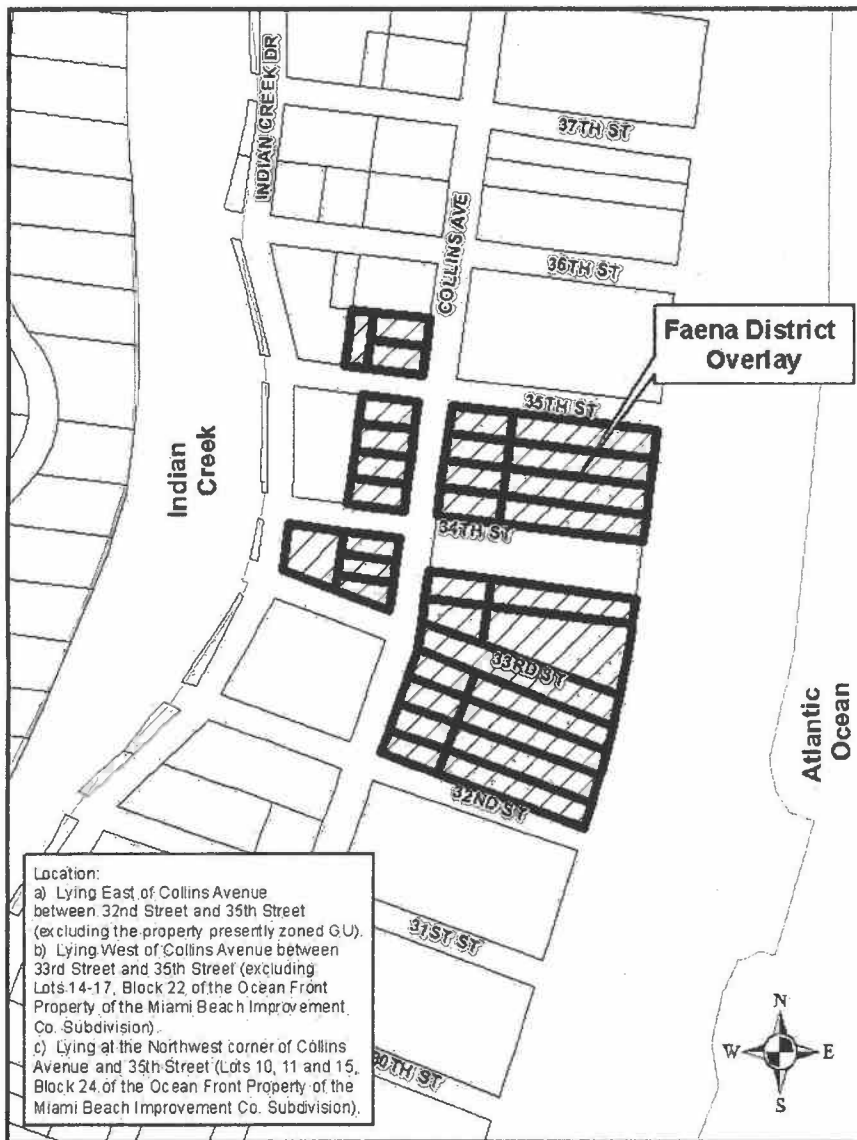 INDIAN CREEK DR
37TH ST
COLLINS AVE
36TH ST
Faena District
Overlay
35TH ST
Indian
Creek
34TH ST
33RD ST
Atlantic
Ocean
32ND ST
Location:
a) Lying East of Collins Avenue
between 32nd Street and 35th Street
(excluding the property presently zoned GU).
b) Lying West of Collins Avenue between
33rd Street and 35th Street (excluding
Lots 14-17, Block 22 of the Ocean Front
Property of the Miami Beach Improvement
Co. Subdivision).
c) Lying at the Northwest corner of Collins
Avenue and 35th Street (Lots 10, 11 and 15,
Block 24 of the Ocean Front Property of the
Miami Beach Improvement Co. Subdivision).
31ST ST
30TH ST
N
W
E
S